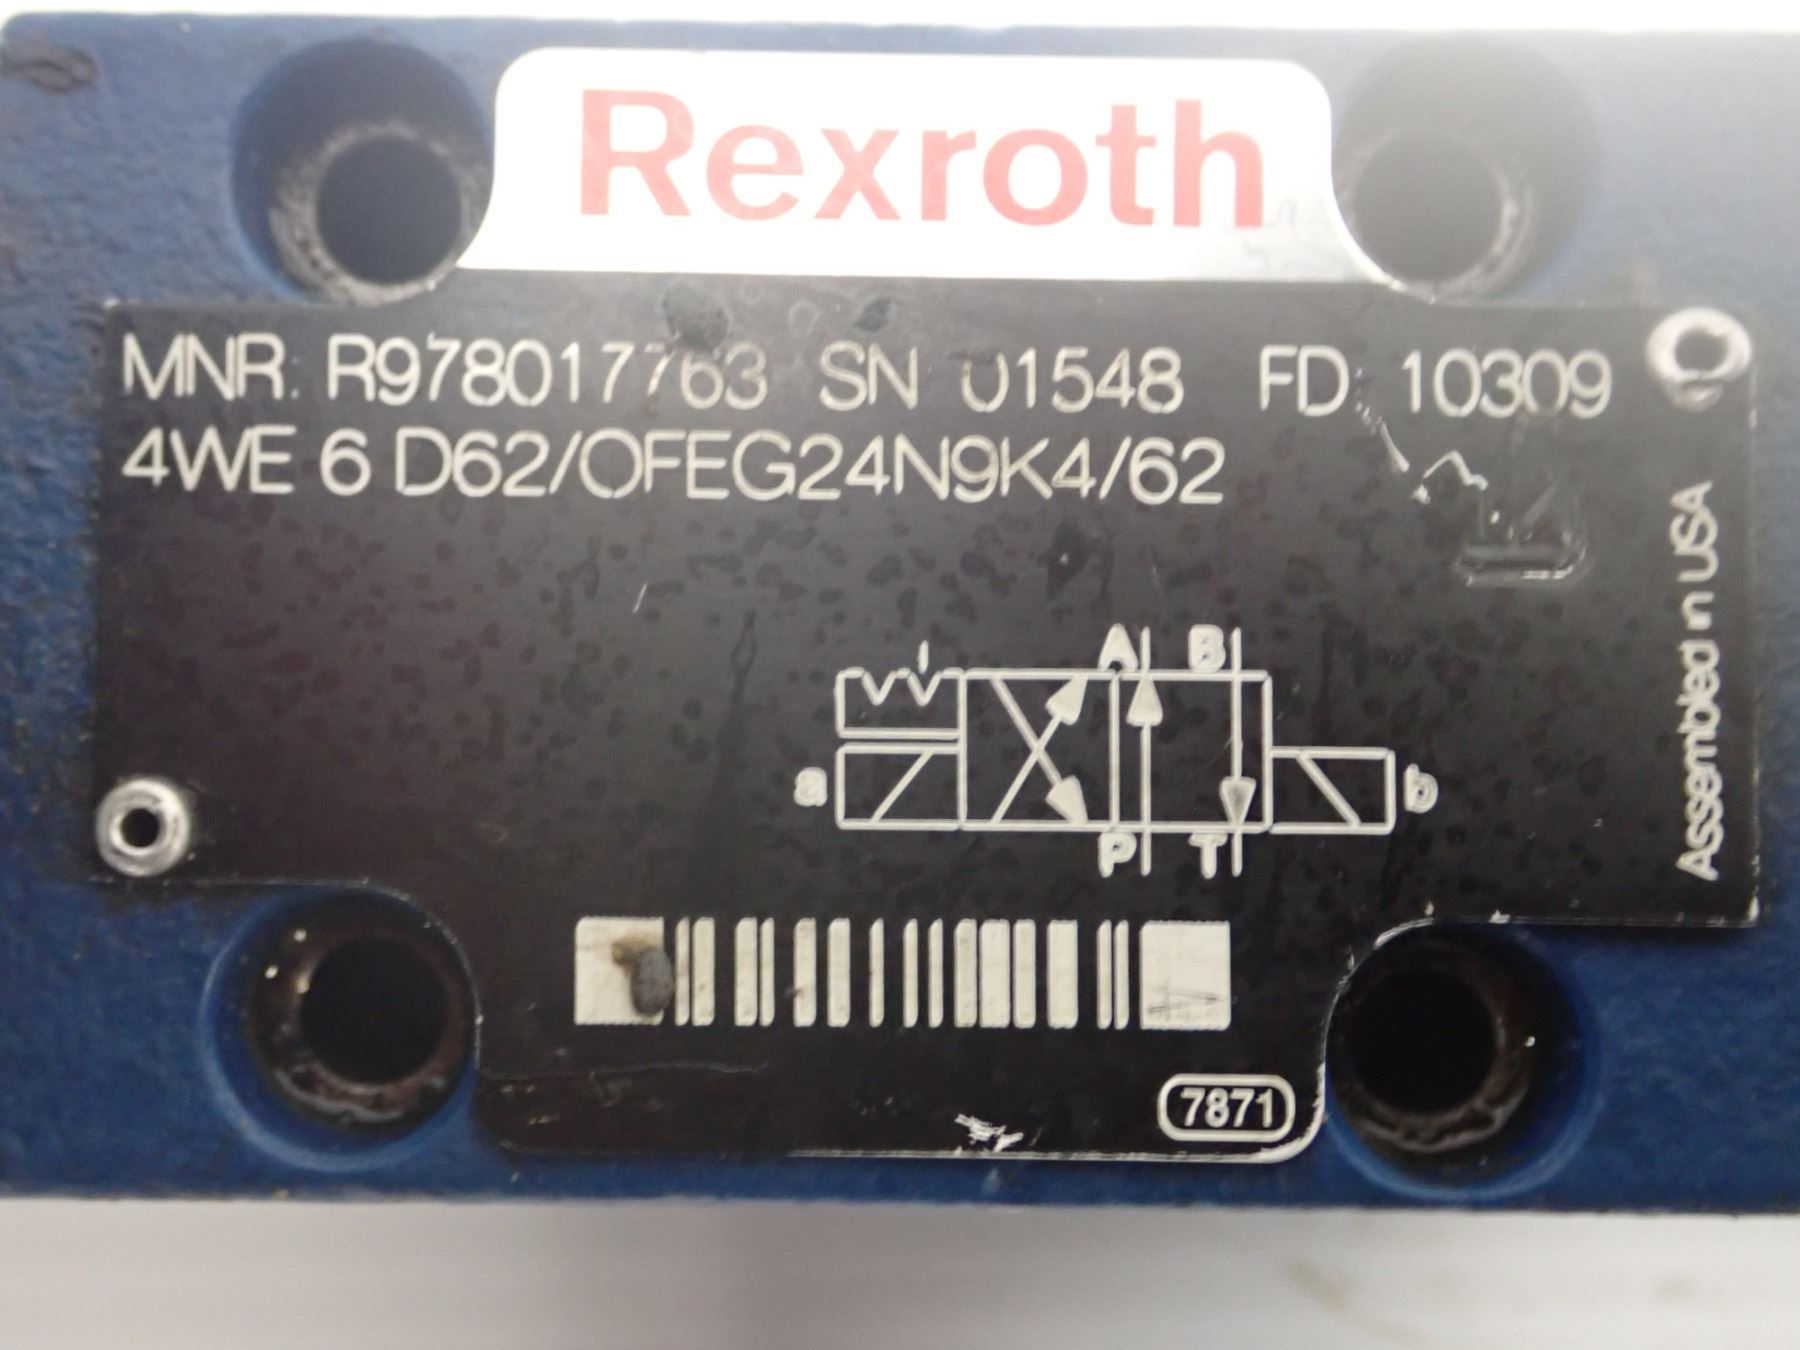 Rexroth
MNR: R978017763 SN 01548 FD: 10309
4WE 6 D62/OFEG24N9K4/62
Assembled in USA
A B
a b
P T
7871